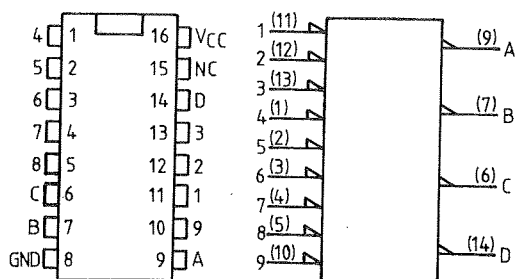 4 1 16 VCC
5 2 15 NC
6 3 14 D
7 4 13 3
8 5 12 2
C 6 11 1
B 7 10 9
GND 8 9 A
1 (11)
2 (12)
3 (13)
4 (1)
5 (2)
6 (3)
7 (4)
8 (5)
9 (10)
(9) A
(7) B
(6) C
(14) D